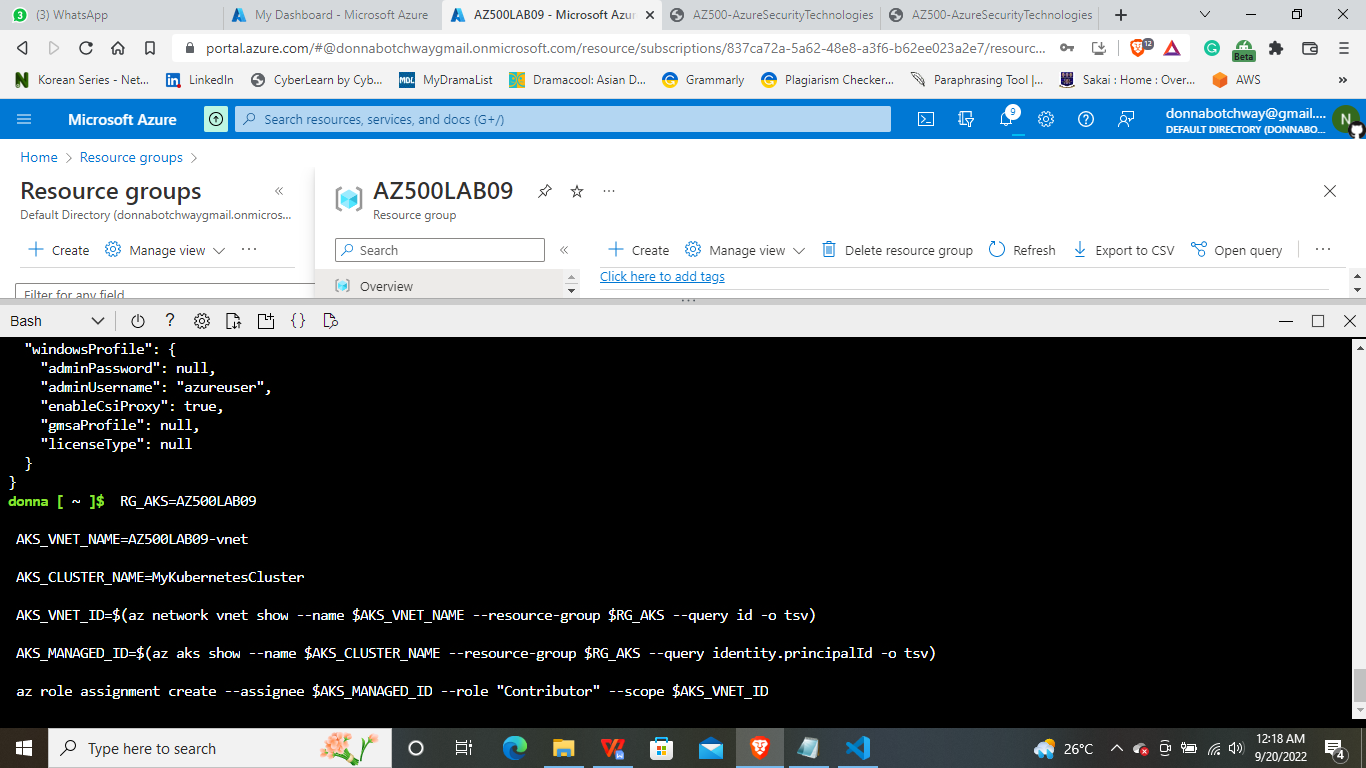 (3) WhatsApp
My Dashboard - Microsoft Azure
AZ500LAB09 - Microsoft Azur
AZ500-AzureSecurityTechnologies
AZ500-AzureSecurityTechnologies
portal.azure.com/#@donnabotchwaygmail.onmicrosoft.com/resource/subscriptions/837ca72a-5a62-48e8-a3f6-b62ee023a2e7/resourc...
12
Beta
Korean Series - Net...
LinkedIn
CyberLearn by Cyb...
MDL MyDramaList
Dramacool: Asian D...
Grammarly
Plagiarism Checker...
Paraphrasing Tool |...
Sakai : Home : Over...
AWS
Microsoft Azure
Search resources, services, and docs (G+/)
9
donnabotchway@gmail....
DEFAULT DIRECTORY (DONNABO...
N
Home > Resource groups >
Resource groups
Default Directory (donnabotchwaygmail.onmicros...
Create
Manage view
Filter for any field
AZ500LAB09
Resource group
Search
Overview
Create
Manage view
Delete resource group
Refresh
Export to CSV
Open query
Click here to add tags
Bash
"windowsProfile": {
"adminPassword": null,
"adminUsername": "azureuser",
"enableCsiProxy": true,
"gmsaProfile": null,
"licenseType": null
}
}
donna [ ~ ]$ RG_AKS=AZ500LAB09
AKS_VNET_NAME=AZ500LAB09-vnet
AKS_CLUSTER_NAME=MyKubernetesCluster
AKS_VNET_ID=$(az network vnet show --name $AKS_VNET_NAME --resource-group $RG_AKS --query id -o tsv)
AKS_MANAGED_ID=$(az aks show --name $AKS_CLUSTER_NAME --resource-group $RG_AKS --query identity.principalId -o tsv)
az role assignment create --assignee $AKS_MANAGED_ID --role "Contributor" --scope $AKS_VNET_ID
Type here to search
26°C
12:18 AM
9/20/2022
4